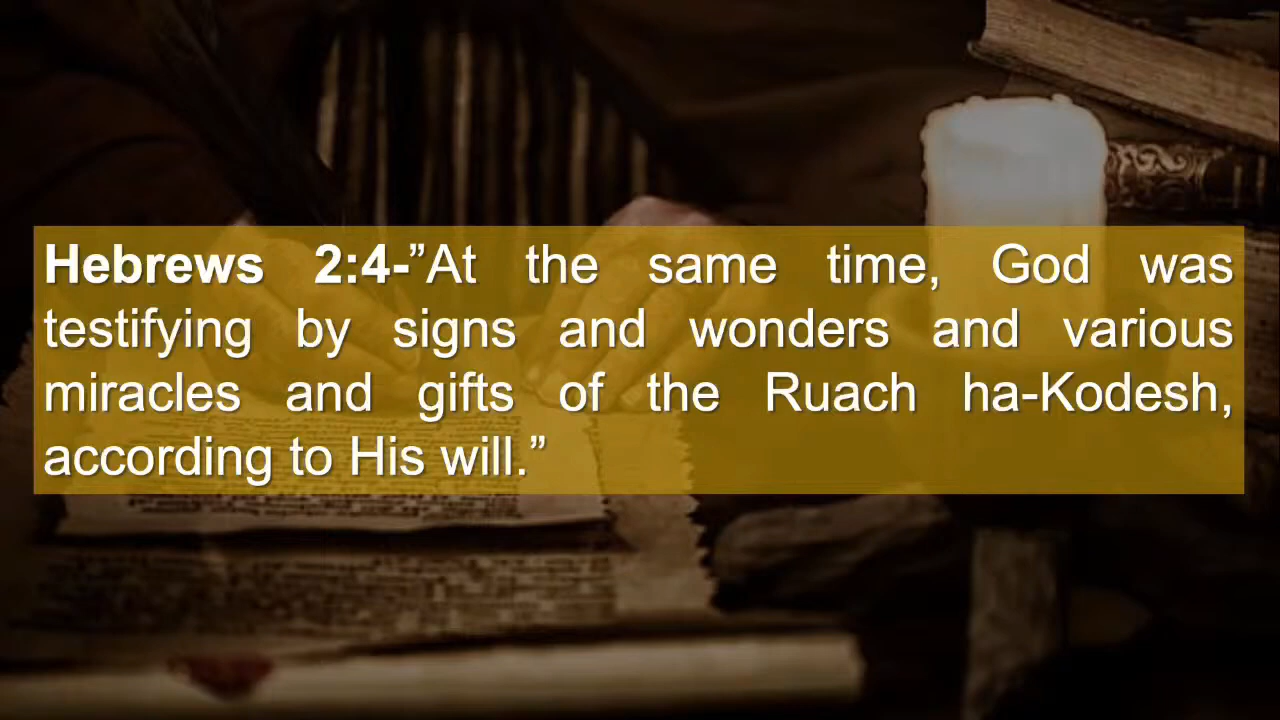 Hebrews 2:4-”At the same time, God was
testifying by signs and wonders and various
miracles and gifts of the Ruach ha-Kodesh,
according to His will.”